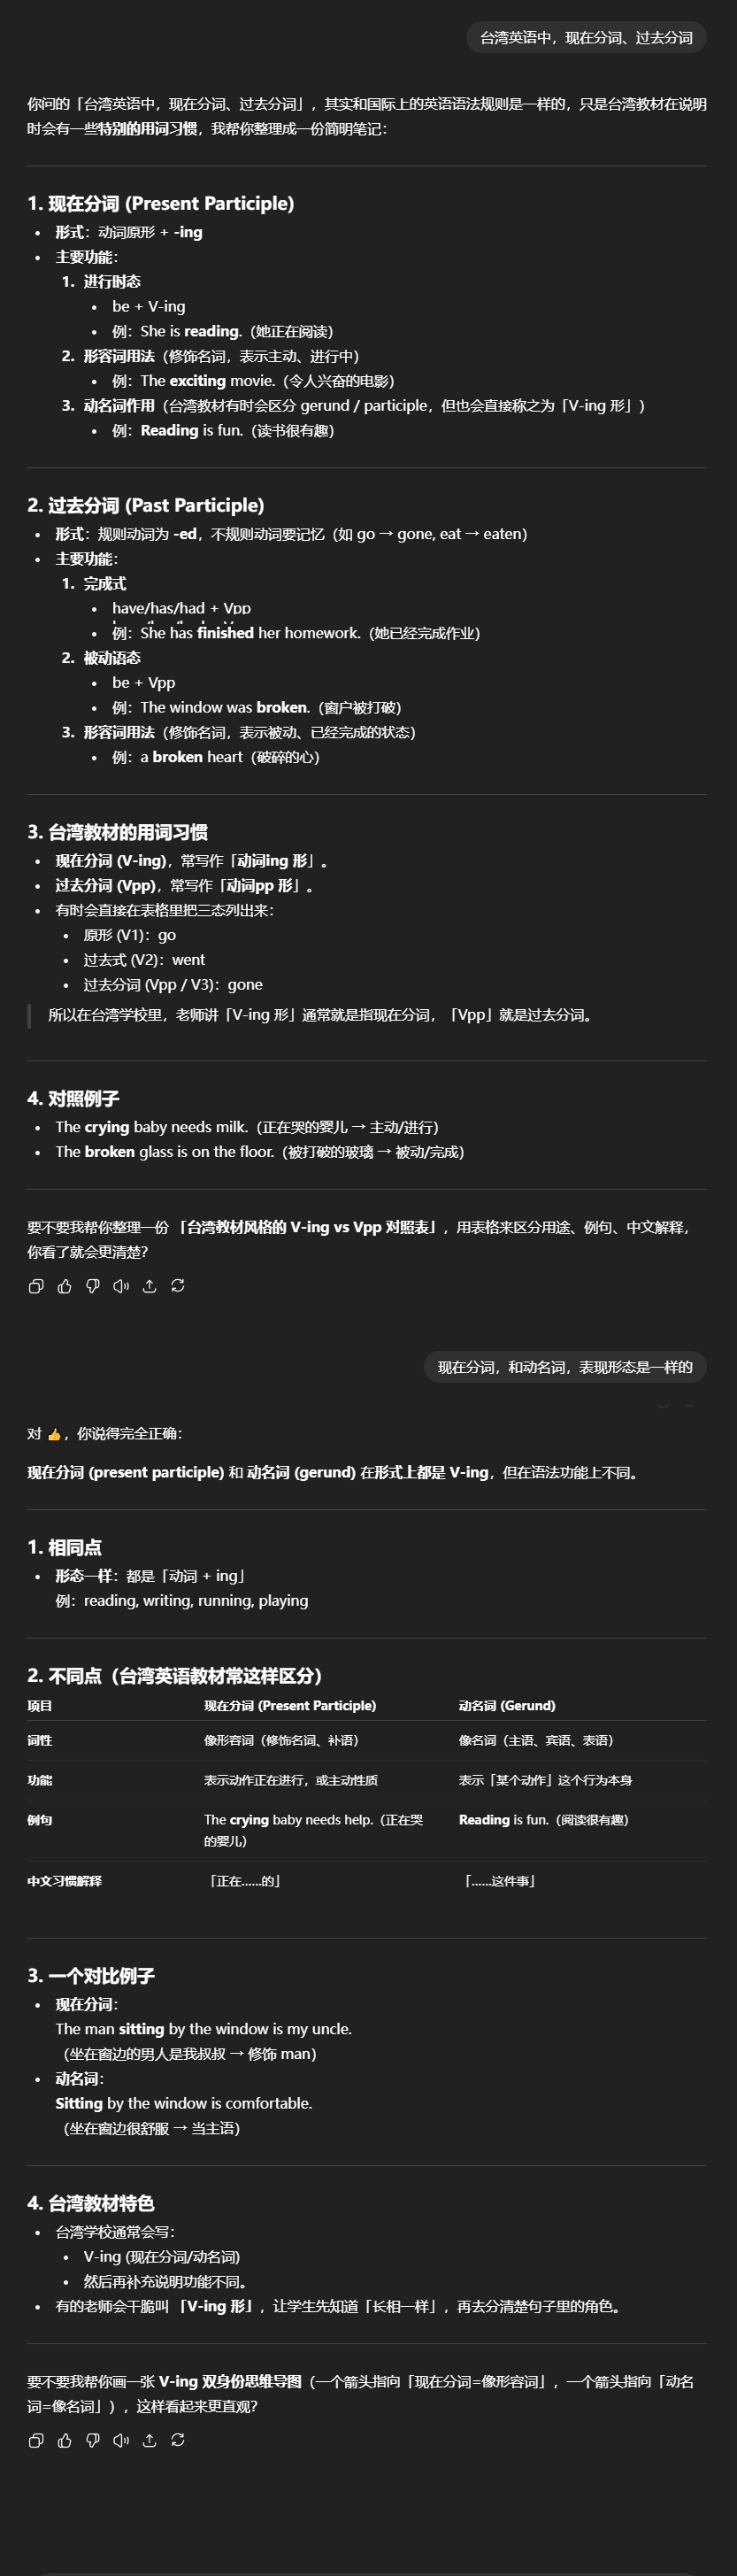 台湾英语中，现在分词、过去分词
你问的「台湾英语中，现在分词、过去分词」，其实和国际上的英语语法规则是一样的，只是台湾教材在说明
时会有一些特别的用词习惯，我帮你整理成一份简明笔记：
1. 现在分词 (Present Participle)
• 形式：动词原形 + -ing
• 主要功能：
1. 进行时态
• be + V-ing
• 例：She is reading.（她正在阅读）
2. 形容词用法（修饰名词，表示主动、进行中）
• 例：The exciting movie.（令人兴奋的电影）
3. 动名词作用（台湾教材有时会区分 gerund / participle，但也会直接称之为「V-ing 形」）
• 例：Reading is fun.（读书很有趣）
2. 过去分词 (Past Participle)
• 形式：规则动词为 -ed，不规则动词要记忆（如 go → gone, eat → eaten）
• 主要功能：
1. 完成式
• have/has/had + Vpp
• 例：She has finished her homework.（她已经完成作业）
2. 被动语态
• be + Vpp
• 例：The window was broken.（窗户被打破）
3. 形容词用法（修饰名词，表示被动、已经完成的状态）
• 例：a broken heart（破碎的心）
3. 台湾教材的用词习惯
• 现在分词 (V-ing)，常写作「动词ing 形」。
• 过去分词 (Vpp)，常写作「动词pp 形」。
• 有时会直接在表格里把三态列出来：
• 原形 (V1)：go
• 过去式 (V2)：went
• 过去分词 (Vpp / V3)：gone
所以在台湾学校里，老师讲「V-ing 形」通常就是指现在分词，「Vpp」就是过去分词。
4. 对照例子
• The crying baby needs milk.（正在哭的婴儿 → 主动/进行）
• The broken glass is on the floor.（被打破的玻璃 → 被动/完成）
要不要我帮你整理一份 「台湾教材风格的 V-ing vs Vpp 对照表」，用表格来区分用途、例句、中文解释，
你看了就会更清楚？
现在分词，和动名词，表现形态是一样的
对 👍，你说得完全正确：
现在分词 (present participle) 和 动名词 (gerund) 在形式上都是 V-ing，但在语法功能上不同。
1. 相同点
• 形态一样：都是「动词 + ing」
例：reading, writing, running, playing
2. 不同点（台湾英语教材常这样区分）
项目 现在分词 (Present Participle) 动名词 (Gerund)
词性 像形容词（修饰名词、补语） 像名词（主语、宾语、表语）
功能 表示动作正在进行，或主动性质 表示「某个动作」这个行为本身
例句 The crying baby needs help.（正在哭 Reading is fun.（阅读很有趣）
的婴儿）
中文习惯解释 「正在……的」 「……这件事」
3. 一个对比例子
• 现在分词：
The man sitting by the window is my uncle.
（坐在窗边的男人是我叔叔 → 修饰 man）
• 动名词：
Sitting by the window is comfortable.
（坐在窗边很舒服 → 当主语）
4. 台湾教材特色
• 台湾学校通常会写：
• V-ing (现在分词/动名词)
• 然后再补充说明功能不同。
• 有的老师会干脆叫 「V-ing 形」，让学生先知道「长相一样」，再去分清楚句子里的角色。
要不要我帮你画一张 V-ing 双身份思维导图（一个箭头指向「现在分词=像形容词」，一个箭头指向「动名
词=像名词」），这样看起来更直观？